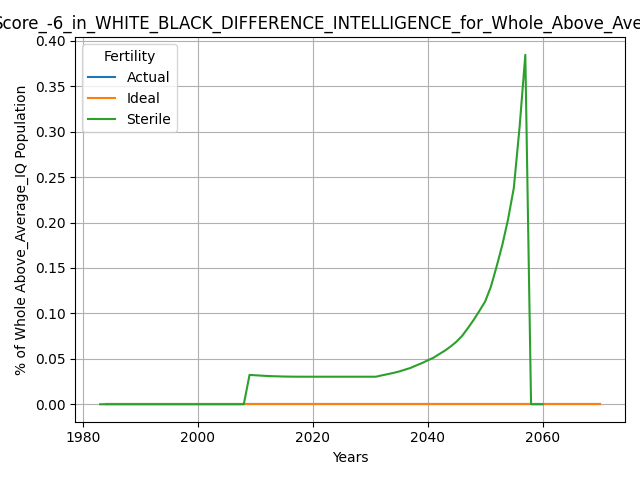 Score_-6_in_WHITE_BLACK_DIFFERENCE_INTELLIGENCE_for_Whole_Above_Ave
Fertility
Actual
Ideal
Sterile
% of Whole Above_Average_IQ Population
0.40
0.35
0.30
0.25
0.20
0.15
0.10
0.05
0.00
1980 2000 2020 2040 2060
Years